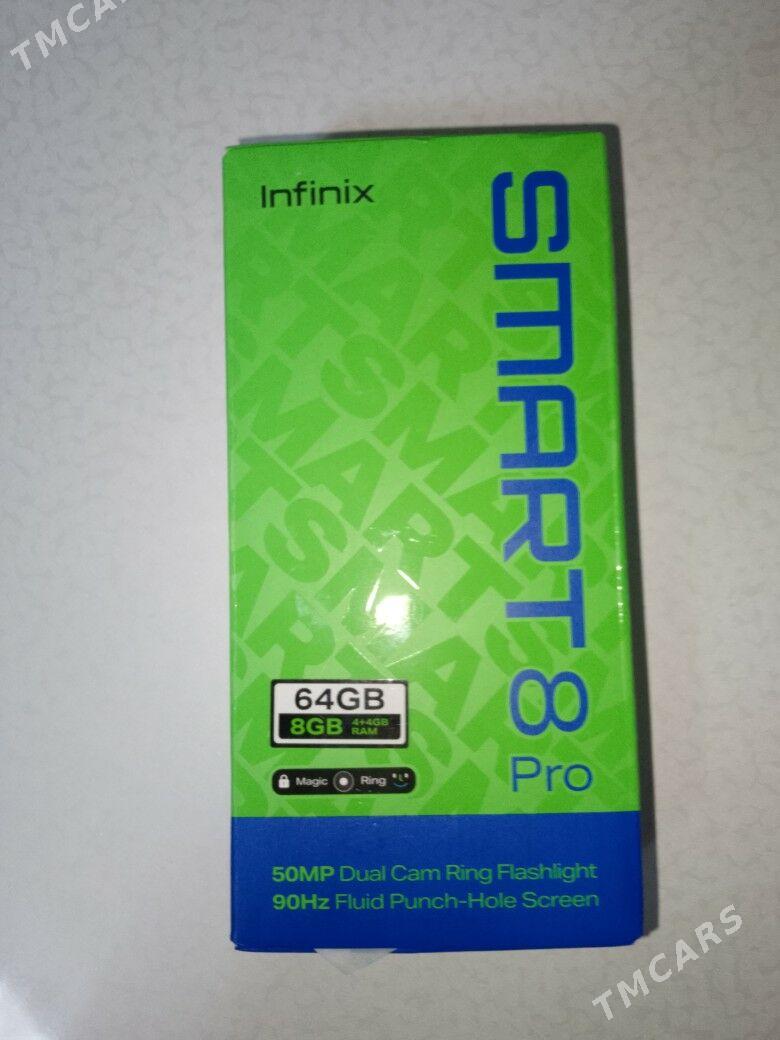 TMCARS
Infinix
SMART 8
Pro
64GB
8GB 4+4GB RAM
Magic Ring
50MP Dual Cam Ring Flashlight
90Hz Fluid Punch-Hole Screen
TMCARS